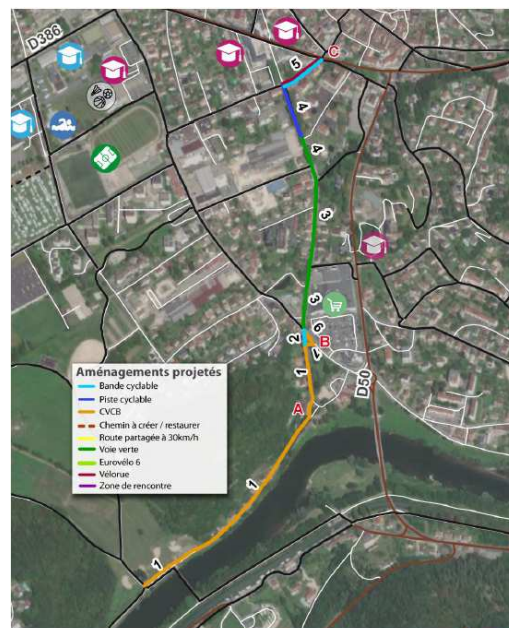 D386
C
5
4
4
3
3
6
B
2
1
1
Aménagements projetés
Bande cyclable
Piste cyclable
CVCB
Chemin à créer / restaurer
Route partagée à 30km/h
Voie verte
Eurovélo 6
Vélorue
Zone de rencontre
A
D50
1
1